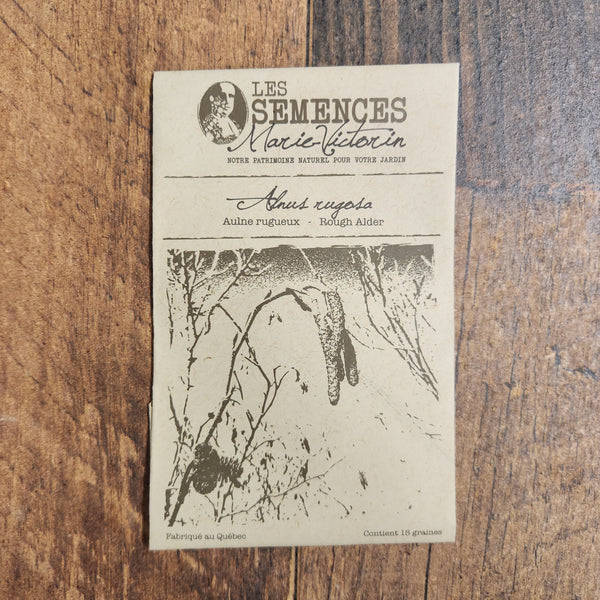 LES
SEMENCES
Marie-Victorin
NOTRE PATRIMOINE NATUREL POUR VOTRE JARDIN
Alnus rugosa
Aulne rugueux - Rough Alder
Fabriqué au Québec
Contient 15 graines